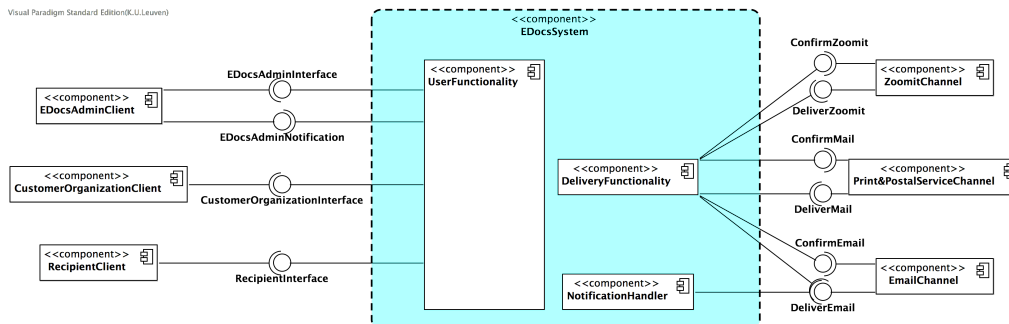 Visual Paradigm Standard Edition(K.U.Leuven)
<<component>>
EDocsSystem
<<component>>
EDocsAdminClient
EDocsAdminInterface
EDocsAdminNotification
<<component>>
UserFunctionality
<<component>>
CustomerOrganizationClient
CustomerOrganizationInterface
<<component>>
RecipientClient
RecipientInterface
<<component>>
DeliveryFunctionality
<<component>>
NotificationHandler
ConfirmZoomit
<<component>>
ZoomitChannel
DeliverZoomit
ConfirmMail
<<component>>
Print&PostalServiceChannel
DeliverMail
ConfirmEmail
<<component>>
EmailChannel
DeliverEmail